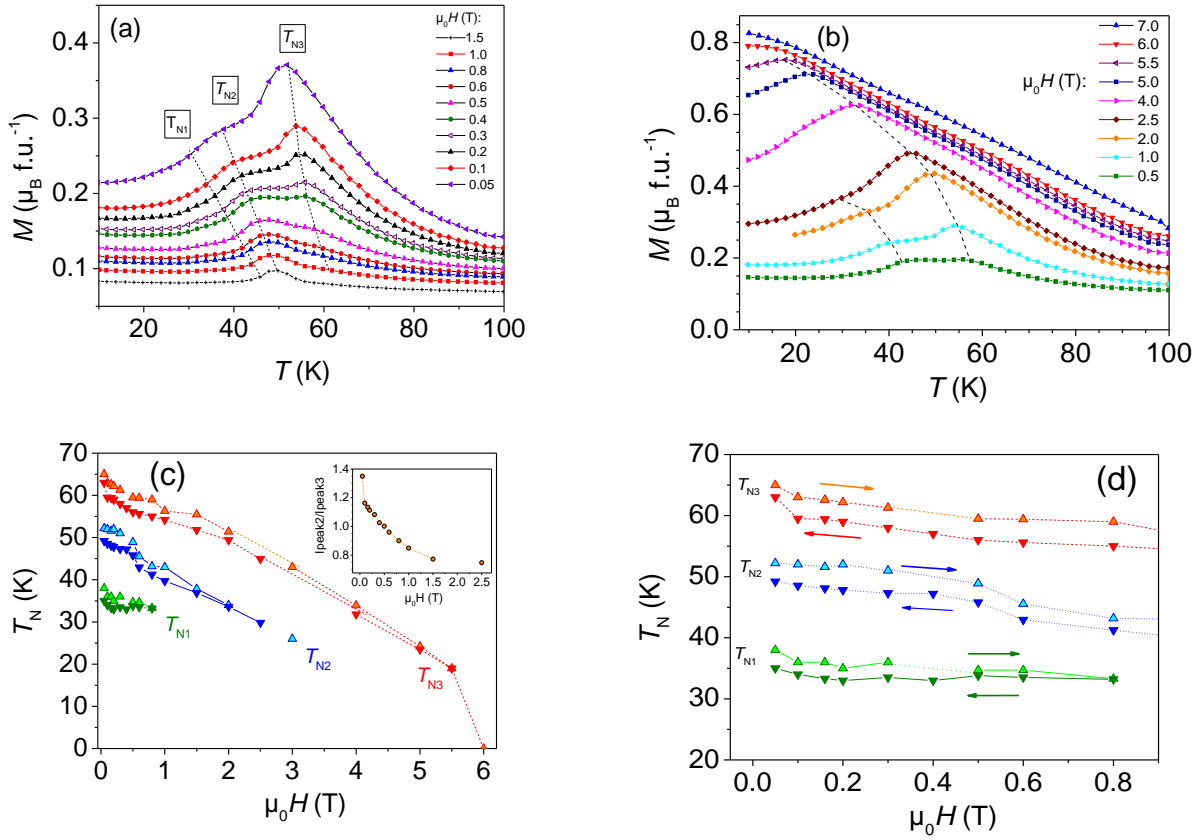 (a)
μ₀H (T):
1.5
1.0
0.8
0.6
0.5
0.4
0.3
0.2
0.1
0.05
T_N1
T_N2
T_N3
0.4
0.3
0.2
0.1
M (μ_B f.u.⁻¹)
20 40 60 80 100
T (K)
(b)
μ₀H (T):
7.0
6.0
5.5
5.0
4.0
2.5
2.0
1.0
0.5
0.8
0.6
0.4
0.2
0.0
M (μ_B f.u.⁻¹)
20 40 60 80 100
T (K)
(c)
70
60
50
40
30
20
10
0
T_N (K)
T_N1
T_N2
T_N3
0 1 2 3 4 5 6
μ₀H (T)
1.4
1.2
1.0
0.8
Ipeak2/Ipeak3
0.0 0.5 1.0 1.5 2.0 2.5
μ₀H (T)
(d)
70
60
50
40
30
20
T_N (K)
T_N3
T_N2
T_N1
0.0 0.2 0.4 0.6 0.8
μ₀H (T)